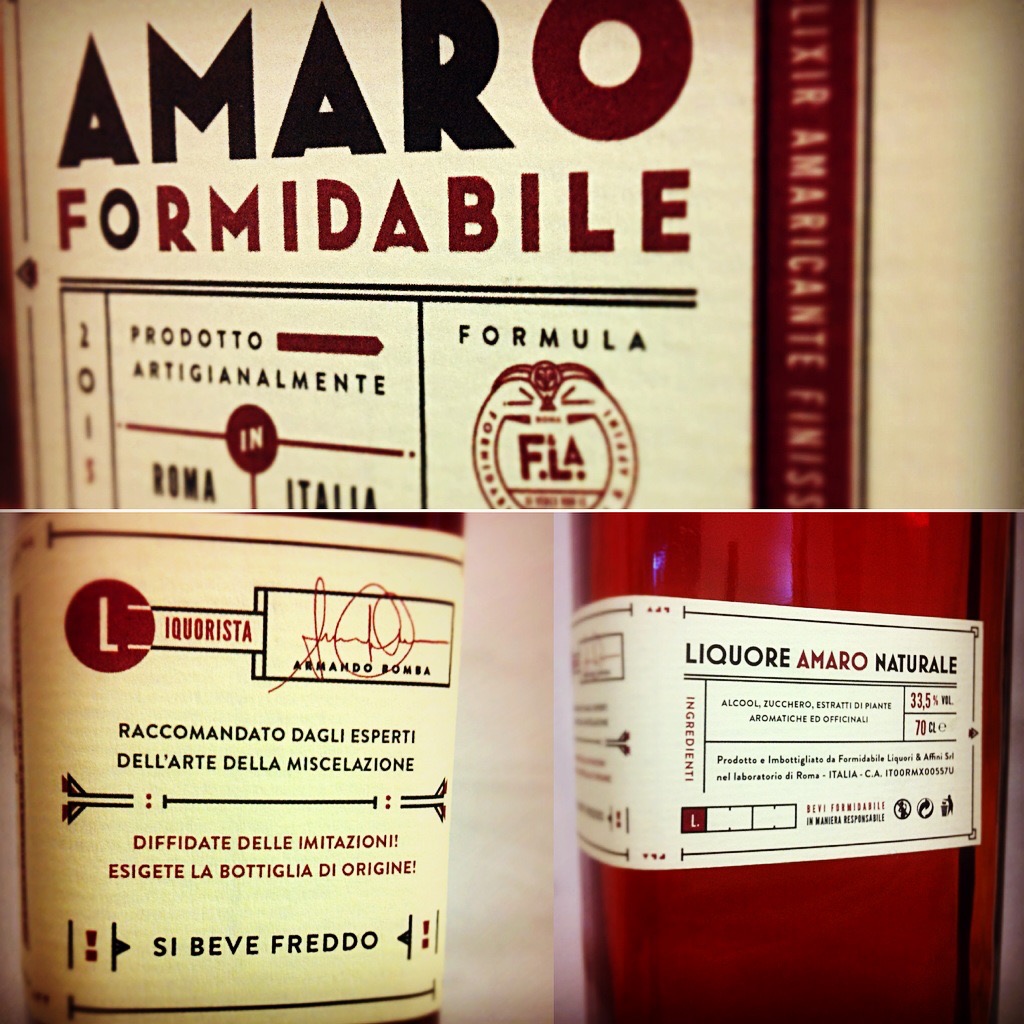 AMARO
FORMIDABILE
2015
PRODOTTO
ARTIGIANALMENTE
IN
ROMA ITALIA
FORMULA
ROMA
F.L.A.
ELIXIR AMARICANTE FINISS
LIQUORISTA
ARMANDO BOMBA
RACCOMANDATO DAGLI ESPERTI
DELL'ARTE DELLA MISCELAZIONE
DIFFIDATE DELLE IMITAZIONI!
ESIGETE LA BOTTIGLIA DI ORIGINE!
! SI BEVE FREDDO !
LIQUORE AMARO NATURALE
INGREDIENTI
ALCOOL, ZUCCHERO, ESTRATTI DI PIANTE
AROMATICHE ED OFFICINALI
33,5% VOL.
70 CL e
Prodotto e Imbottigliato da Formidabile Liquori & Affini Srl
nel laboratorio di Roma - ITALIA - C.A. IT00RMX00557U
L.
BEVI FORMIDABILE
IN MANIERA RESPONSABILE